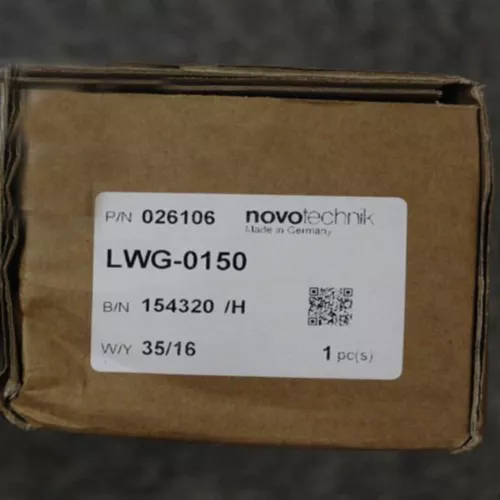 P/N 026106 novotechnik
Made in Germany
LWG-0150
B/N 154320 /H
W/Y 35/16 1 pc(s)